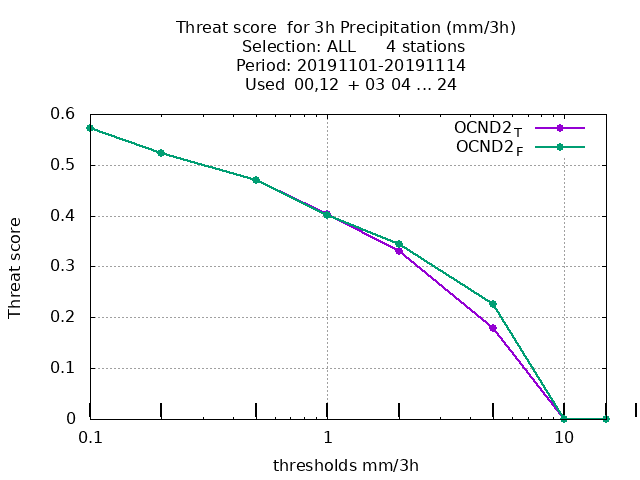 Threat score  for 3h Precipitation (mm/3h)
Selection: ALL      4 stations
Period: 20191101-20191114
Used  00,12  + 03 04 ... 24
OCND2T
OCND2F
0.6
0.5
0.4
0.3
0.2
0.1
0
Threat score
0.1
1
10
thresholds mm/3h